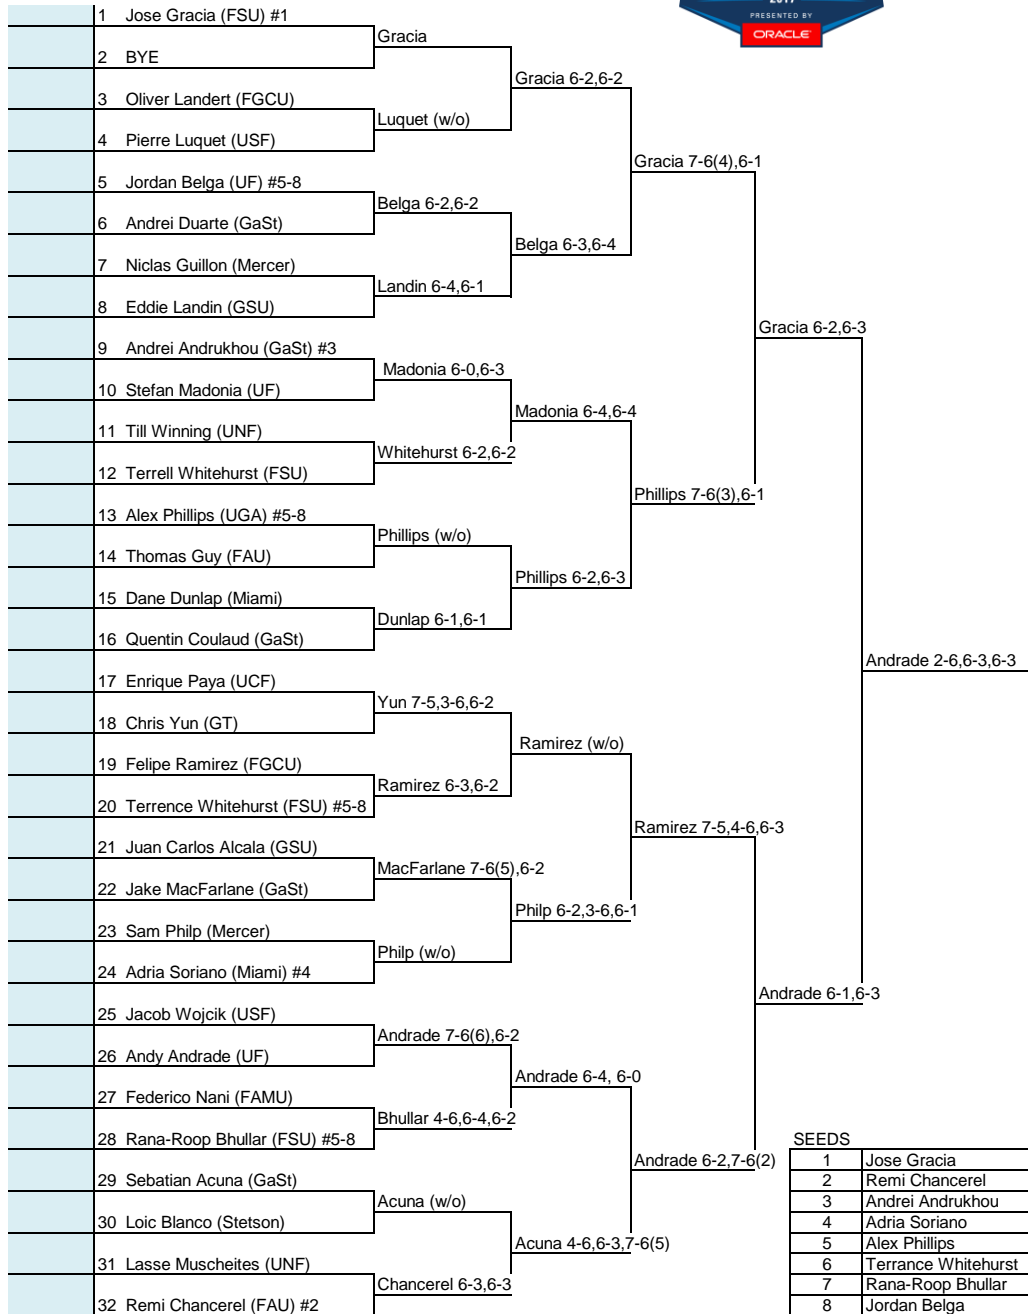 2017
PRESENTED BY
ORACLE
1 Jose Gracia (FSU) #1
Gracia
2 BYE
Gracia 6-2,6-2
3 Oliver Landert (FGCU)
Luquet (w/o)
4 Pierre Luquet (USF)
Gracia 7-6(4),6-1
5 Jordan Belga (UF) #5-8
Belga 6-2,6-2
6 Andrei Duarte (GaSt)
Belga 6-3,6-4
7 Niclas Guillon (Mercer)
Landin 6-4,6-1
8 Eddie Landin (GSU)
Gracia 6-2,6-3
9 Andrei Andrukhou (GaSt) #3
Madonia 6-0,6-3
10 Stefan Madonia (UF)
Madonia 6-4,6-4
11 Till Winning (UNF)
Whitehurst 6-2,6-2
12 Terrell Whitehurst (FSU)
Phillips 7-6(3),6-1
13 Alex Phillips (UGA) #5-8
Phillips (w/o)
14 Thomas Guy (FAU)
Phillips 6-2,6-3
15 Dane Dunlap (Miami)
Dunlap 6-1,6-1
16 Quentin Coulaud (GaSt)
Andrade 2-6,6-3,6-3
17 Enrique Paya (UCF)
Yun 7-5,3-6,6-2
18 Chris Yun (GT)
Ramirez (w/o)
19 Felipe Ramirez (FGCU)
Ramirez 6-3,6-2
20 Terrence Whitehurst (FSU) #5-8
Ramirez 7-5,4-6,6-3
21 Juan Carlos Alcala (GSU)
MacFarlane 7-6(5),6-2
22 Jake MacFarlane (GaSt)
Philp 6-2,3-6,6-1
23 Sam Philp (Mercer)
Philp (w/o)
24 Adria Soriano (Miami) #4
Andrade 6-1,6-3
25 Jacob Wojcik (USF)
Andrade 7-6(6),6-2
26 Andy Andrade (UF)
Andrade 6-4, 6-0
27 Federico Nani (FAMU)
Bhullar 4-6,6-4,6-2
28 Rana-Roop Bhullar (FSU) #5-8
Andrade 6-2,7-6(2)
29 Sebatian Acuna (GaSt)
Acuna (w/o)
30 Loic Blanco (Stetson)
Acuna 4-6,6-3,7-6(5)
31 Lasse Muscheites (UNF)
Chancerel 6-3,6-3
32 Remi Chancerel (FAU) #2
SEEDS
1 Jose Gracia
2 Remi Chancerel
3 Andrei Andrukhou
4 Adria Soriano
5 Alex Phillips
6 Terrance Whitehurst
7 Rana-Roop Bhullar
8 Jordan Belga